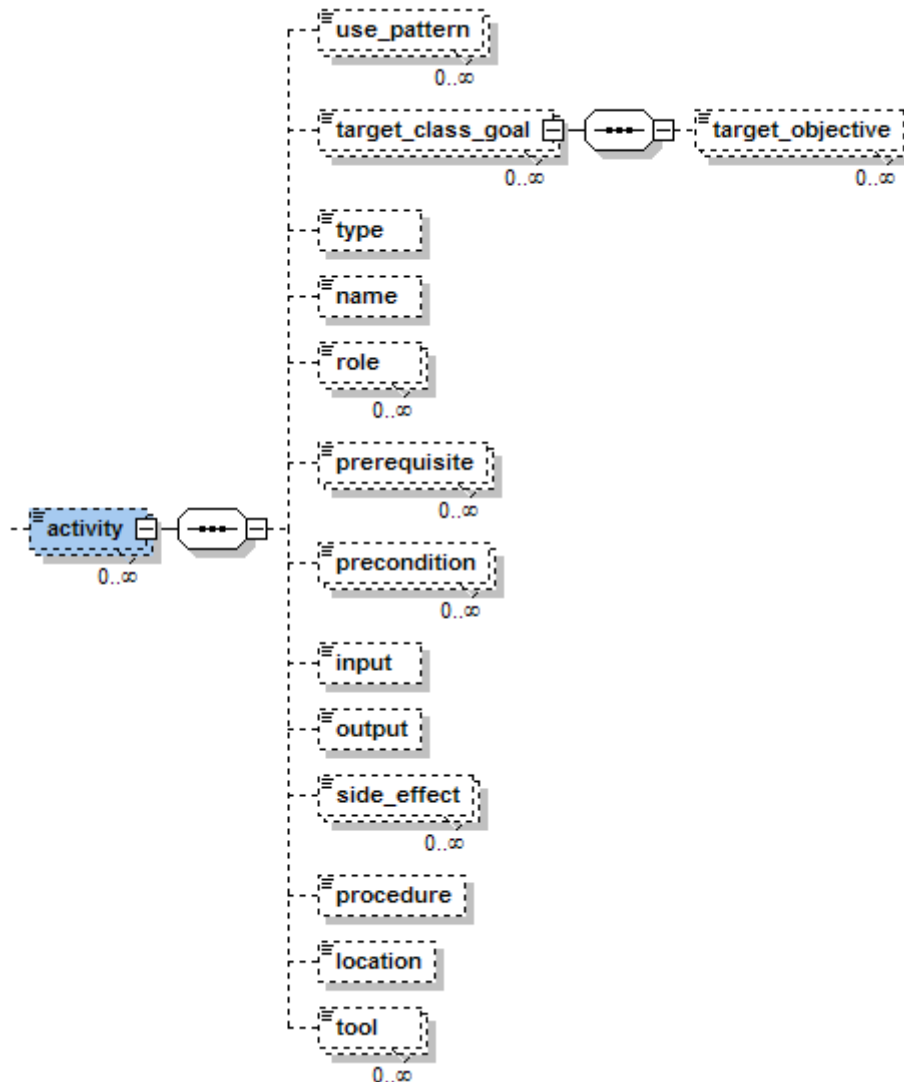 use_pattern
0..∞
target_class_goal
target_objective
0..∞
0..∞
type
name
role
0..∞
prerequisite
0..∞
activity
0..∞
precondition
0..∞
input
output
side_effect
0..∞
procedure
location
tool
0..∞